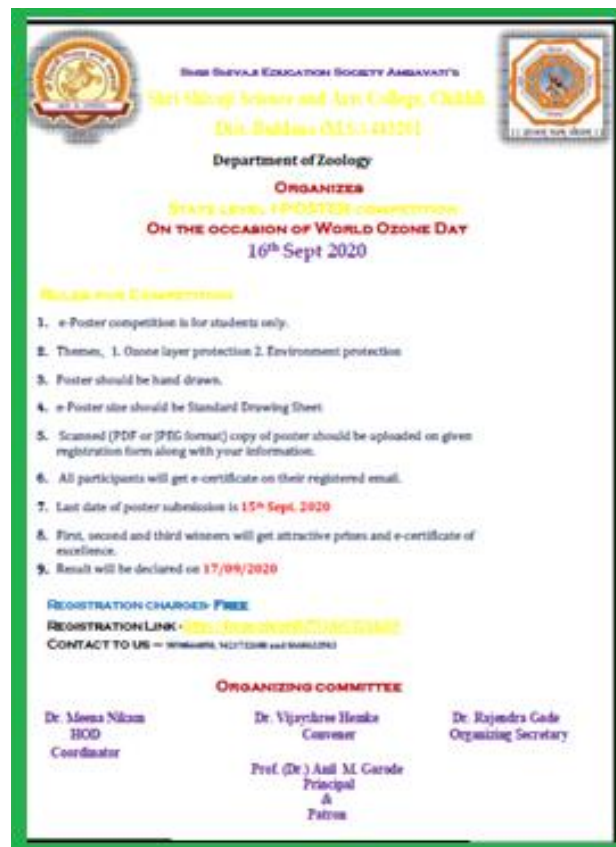 Shri Shivaji Education Society Amravati's
Shri Shivaji Science and Arts College, Chikhli
Dist. Buldana (M.S.)
Department of Zoology
Organizes
State level e-POSTER competition
On the occasion of World Ozone Day
16th Sept 2020
Rules for Competition
1. e-Poster competition is for students only.
2. Themes, 1. Ozone layer protection 2. Environment protection
3. Poster should be hand drawn.
4. e-Poster size should be Standard Drawing Sheet
5. Scanned (PDF or JPEG format) copy of poster should be uploaded on given
registration form along with your information.
6. All participants will get e-certificate on their registered email.
7. Last date of poster submission is 15th Sept. 2020
8. First, second and third winners will get attractive prizes and e-certificate of
excellence.
9. Result will be declared on 17/09/2020
Registration charges- Free
Registration Link -
Contact to us –
Organizing committee
Dr. Meena Nikam Dr. Vijayshree Hemke Dr. Rajendra Gade
HOD Convener Organizing Secretary
Coordinator
Prof. (Dr.) Anil M. Garode
Principal
&
Patron